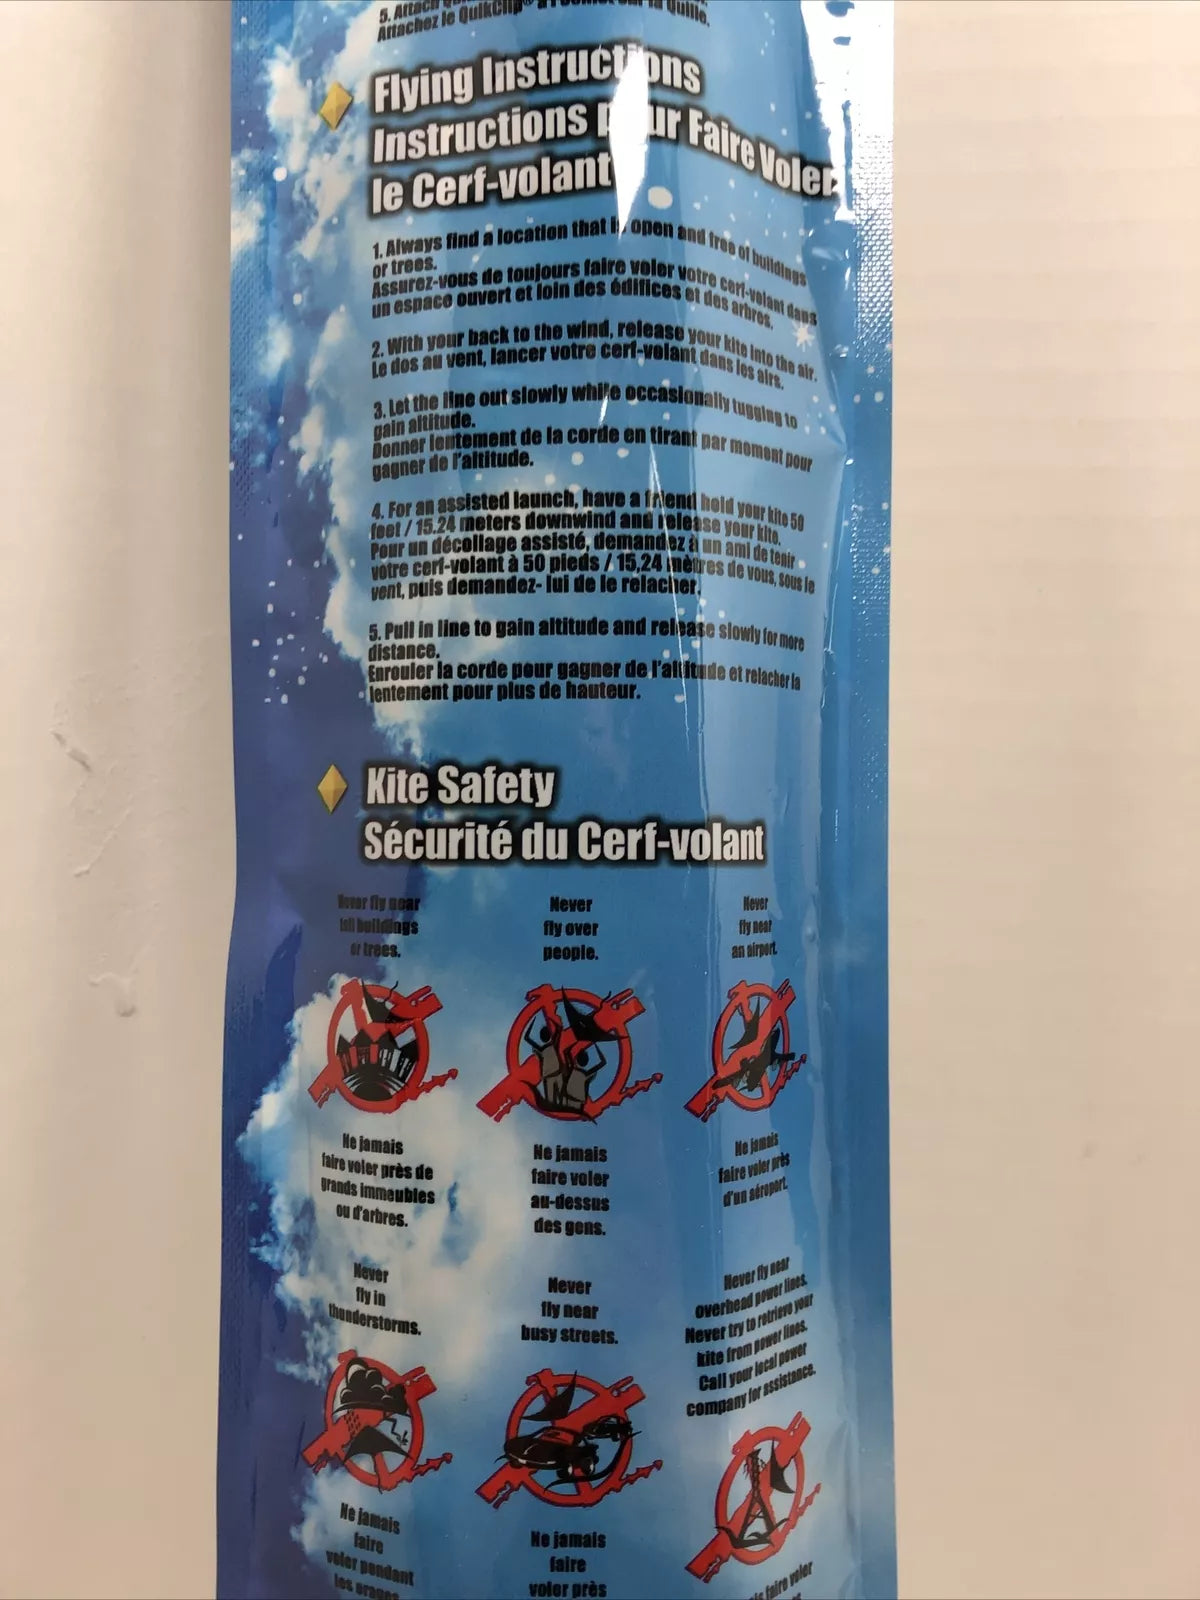 5. Attach
Attachez le QuikClip® à sur la Quille.
Flying Instructions
Instructions Pour Faire Voler
le Cerf-volant
1. Always find a location that is open and free of buildings
or trees.
Assurez-vous de toujours faire voler votre cerf-volant dans
un espace ouvert et loin des édifices et des arbres.
2. With your back to the wind, release your kite into the air.
Le dos au vent, lancer votre cerf-volant dans les airs.
3. Let the line out slowly while occasionally tugging to
gain altitude.
Donner lentement de la corde en tirant par moment pour
gagner de l'altitude.
4. For an assisted launch, have a friend hold your kite 50
feet / 15.24 meters downwind and release your kite.
Pour un décollage assisté, demandez à un ami de tenir
votre cerf-volant à 50 pieds / 15,24 mètres de vous, sous le
vent, puis demandez- lui de le relacher.
5. Pull in line to gain altitude and release slowly for more
distance.
Enrouler la corde pour gagner de l'altitude et relacher la
lentement pour plus de hauteur.
Kite Safety
Sécurité du Cerf-volant
Never fly near
tall buildings
or trees.
Never
fly over
people.
Never
fly near
an airport.
Ne jamais
faire voler près de
grands immeubles
ou d'arbres.
Ne jamais
faire voler
au-dessus
des gens.
Ne jamais
faire voler près
d'un aéroport.
Never
fly in
thunderstorms.
Never
fly near
busy streets.
Never fly near
overhead power lines.
Never try to retrieve your
kite from power lines.
Call your local power
company for assistance.
Ne jamais
faire
voler pendant
les orages
Ne jamais
faire
voler près
faire voler